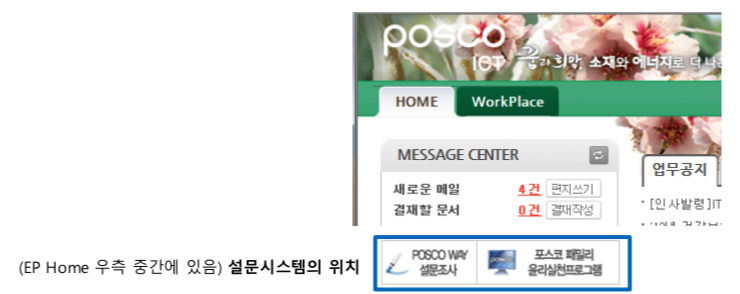 posco
ICT 꿈과 희망, 소재와 에너지로 더 나
HOME WorkPlace
MESSAGE CENTER
업무공지
새로운 메일 4건 편지쓰기
[인사발령]IT
결재할 문서 0건 결재작성
POSCO WAY
설문조사
posco
포스코 패밀리
윤리실천프로그램
(EP Home 우측 중간에 있음) 설문시스템의 위치